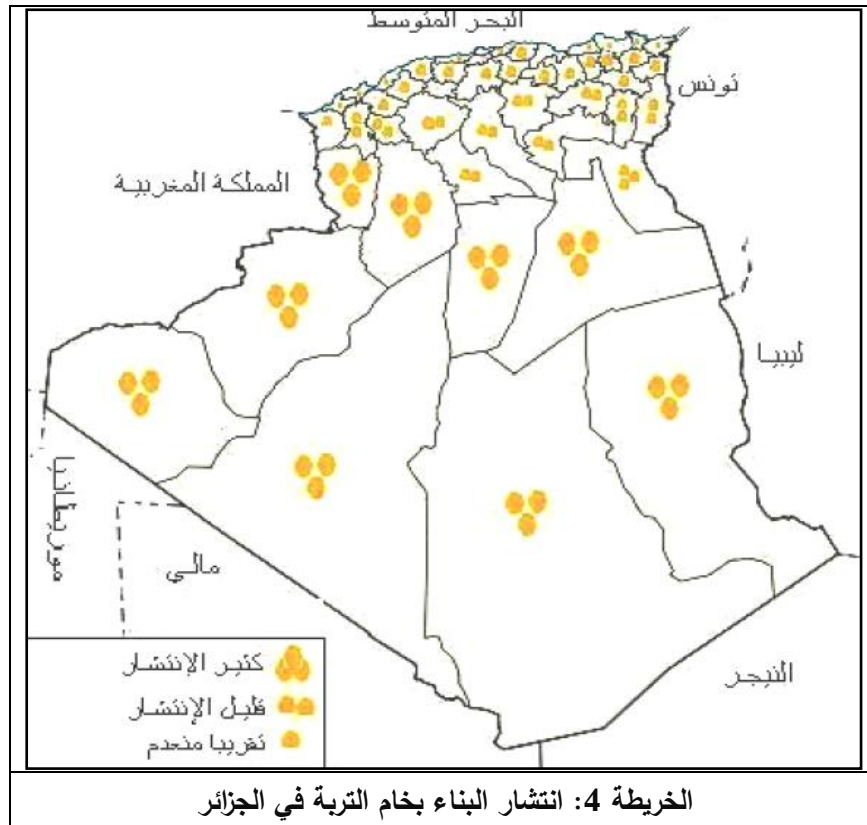 البحر المتوسط
تونس
المملكة المغربية
ليبيا
موريطانيا
مالي
النيجر
كثير الإنتشار
قليل الإنتشار
تقريبا منعدم
الخريطة 4: انتشار البناء بخام التربة في الجزائر